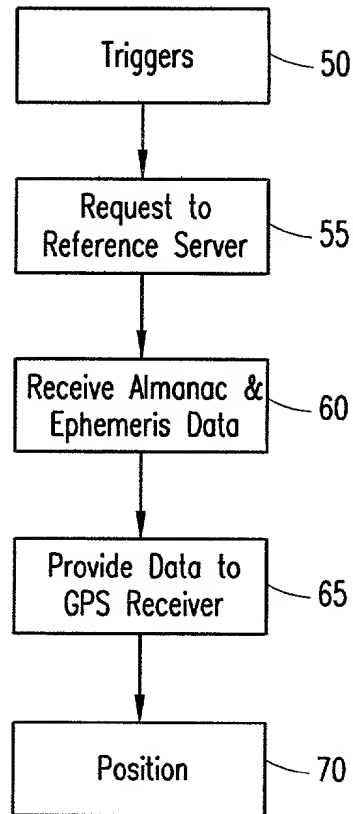 Triggers
50
Request to
Reference Server
55
Receive Almanac &
Ephemeris Data
60
Provide Data to
GPS Receiver
65
Position
70